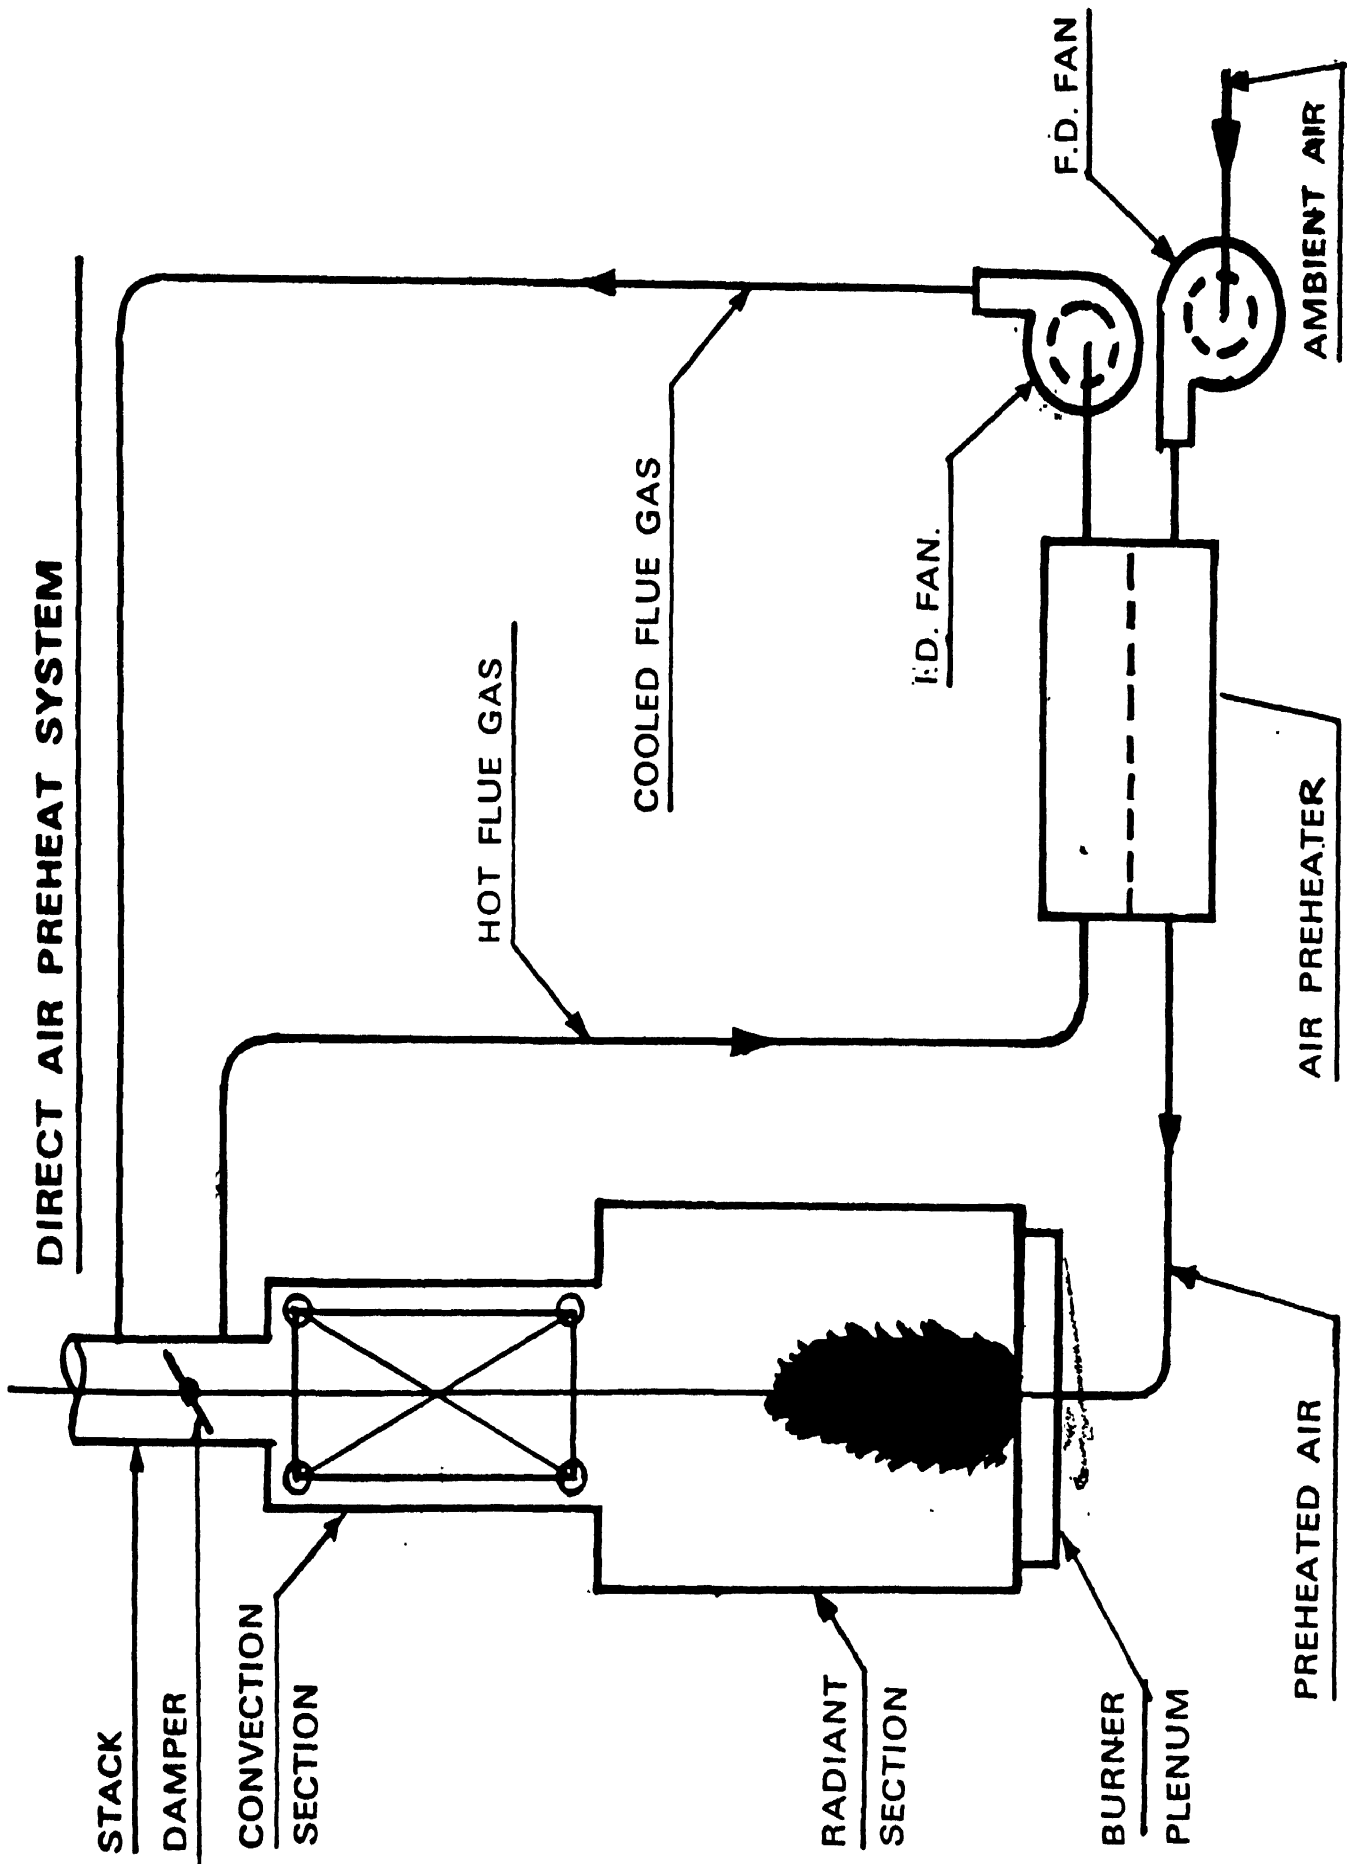 DIRECT AIR PREHEAT SYSTEM
STACK
DAMPER
CONVECTION
SECTION
HOT FLUE GAS
COOLED FLUE GAS
RADIANT
SECTION
I.D. FAN.
F.D. FAN
BURNER
PLENUM
PREHEATED AIR
AIR PREHEATER
AMBIENT AIR